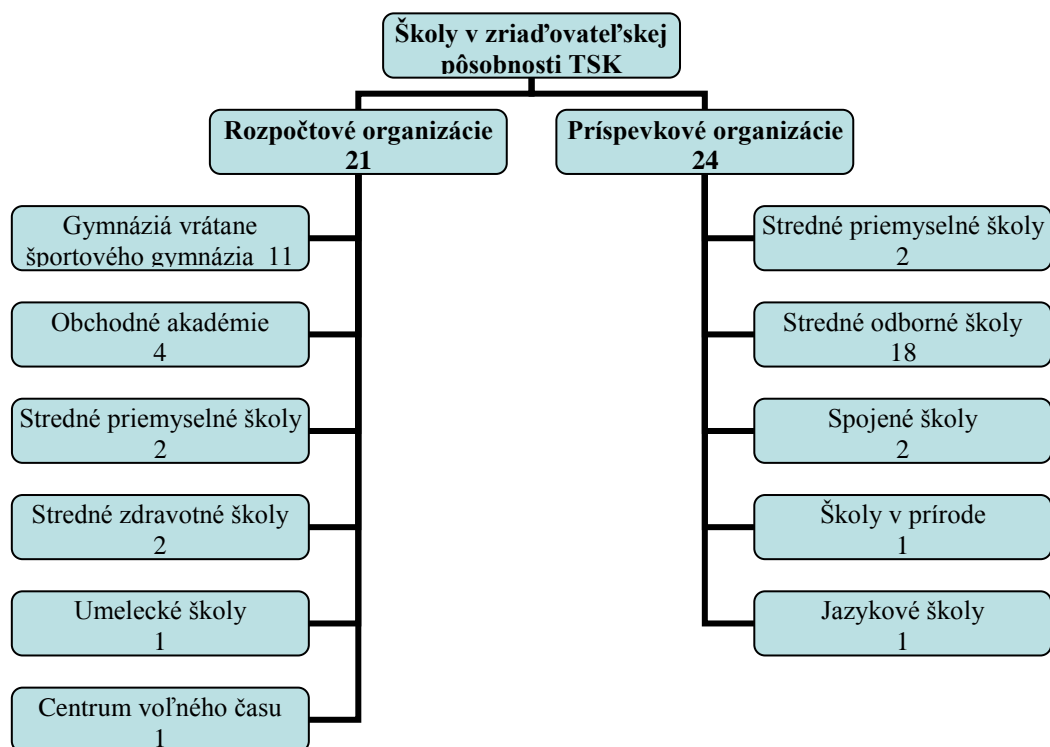 Školy v zriaďovateľskej
pôsobnosti TSK
Rozpočtové organizácie
21
Príspevkové organizácie
24
Gymnáziá vrátane
športového gymnázia  11
Obchodné akadémie
4
Stredné priemyselné školy
2
Stredné zdravotné školy
2
Umelecké školy
1
Centrum voľného času
1
Stredné priemyselné školy
2
Stredné odborné školy
18
Spojené školy
2
Školy v prírode
1
Jazykové školy
1